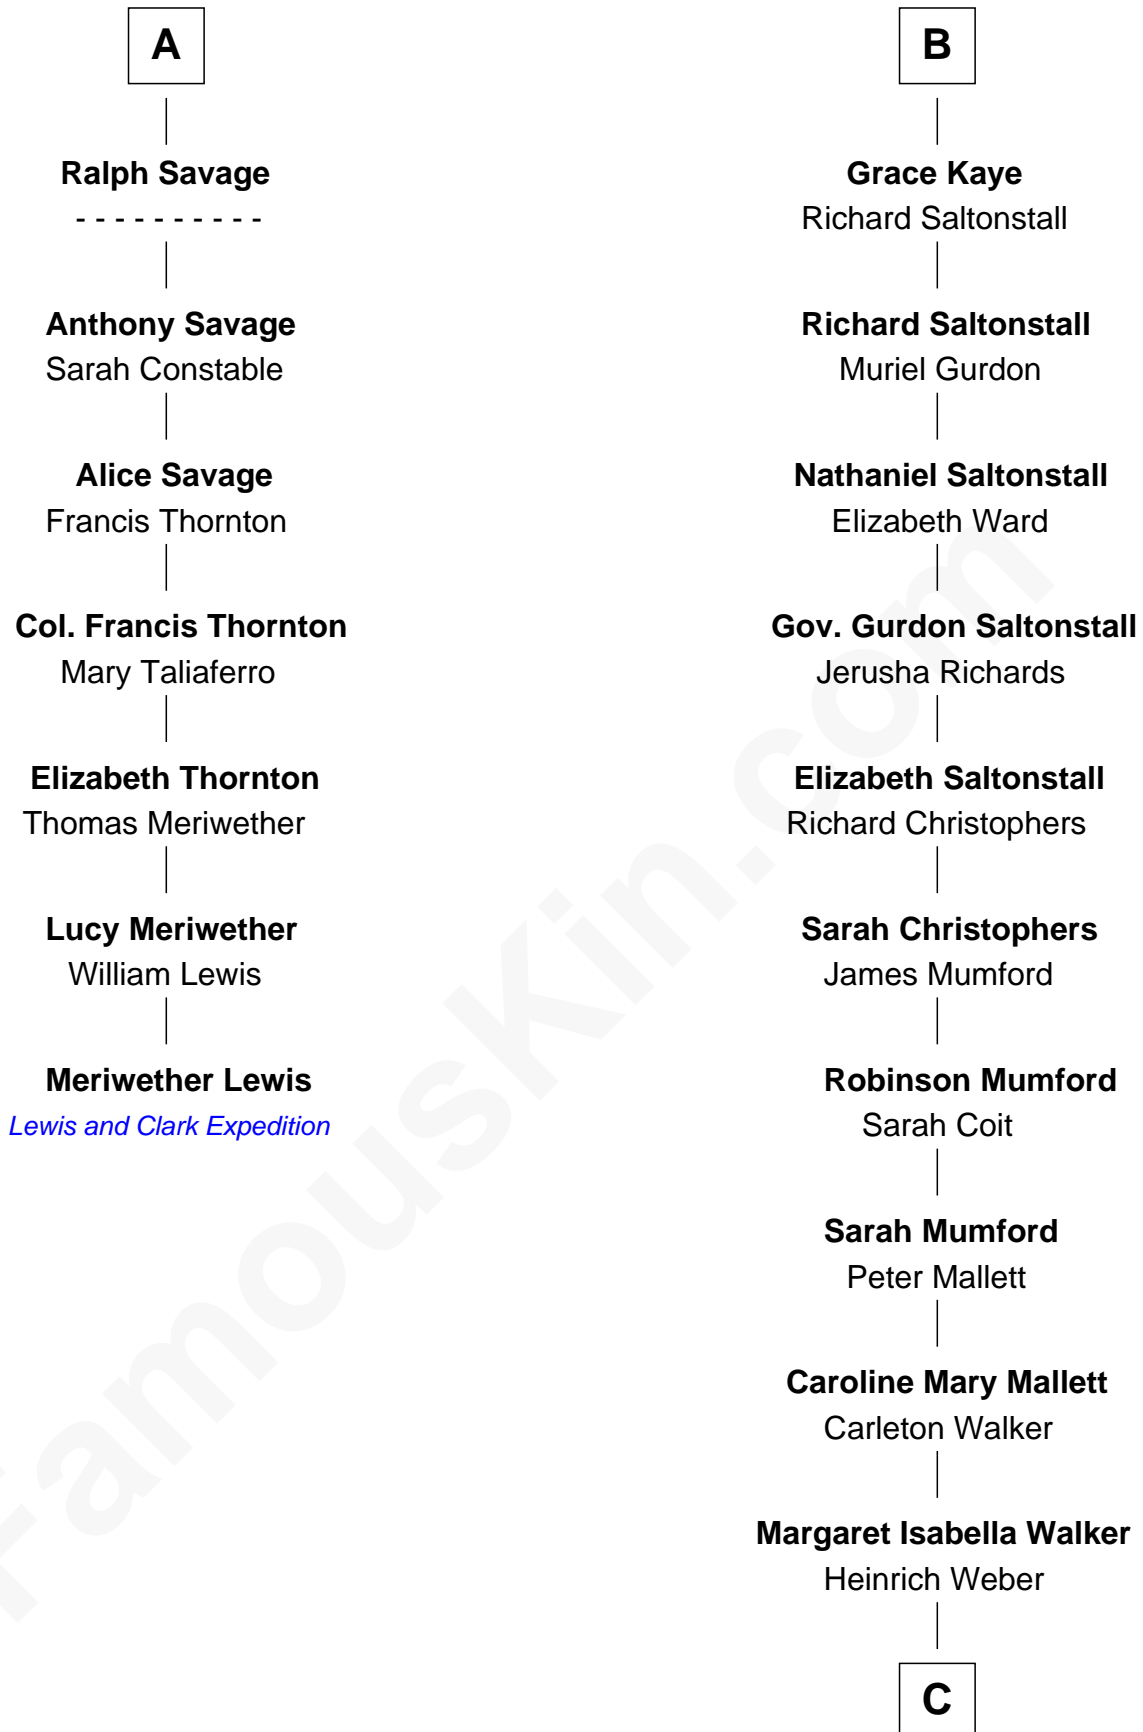 A
Ralph Savage
- - - - - - - - - -
Anthony Savage
Sarah Constable
Alice Savage
Francis Thornton
Col. Francis Thornton
Mary Taliaferro
Elizabeth Thornton
Thomas Meriwether
Lucy Meriwether
William Lewis
Meriwether Lewis
Lewis and Clark Expedition
B
Grace Kaye
Richard Saltonstall
Richard Saltonstall
Muriel Gurdon
Nathaniel Saltonstall
Elizabeth Ward
Gov. Gurdon Saltonstall
Jerusha Richards
Elizabeth Saltonstall
Richard Christophers
Sarah Christophers
James Mumford
Robinson Mumford
Sarah Coit
Sarah Mumford
Peter Mallett
Caroline Mary Mallett
Carleton Walker
Margaret Isabella Walker
Heinrich Weber
C
FamousKin.com